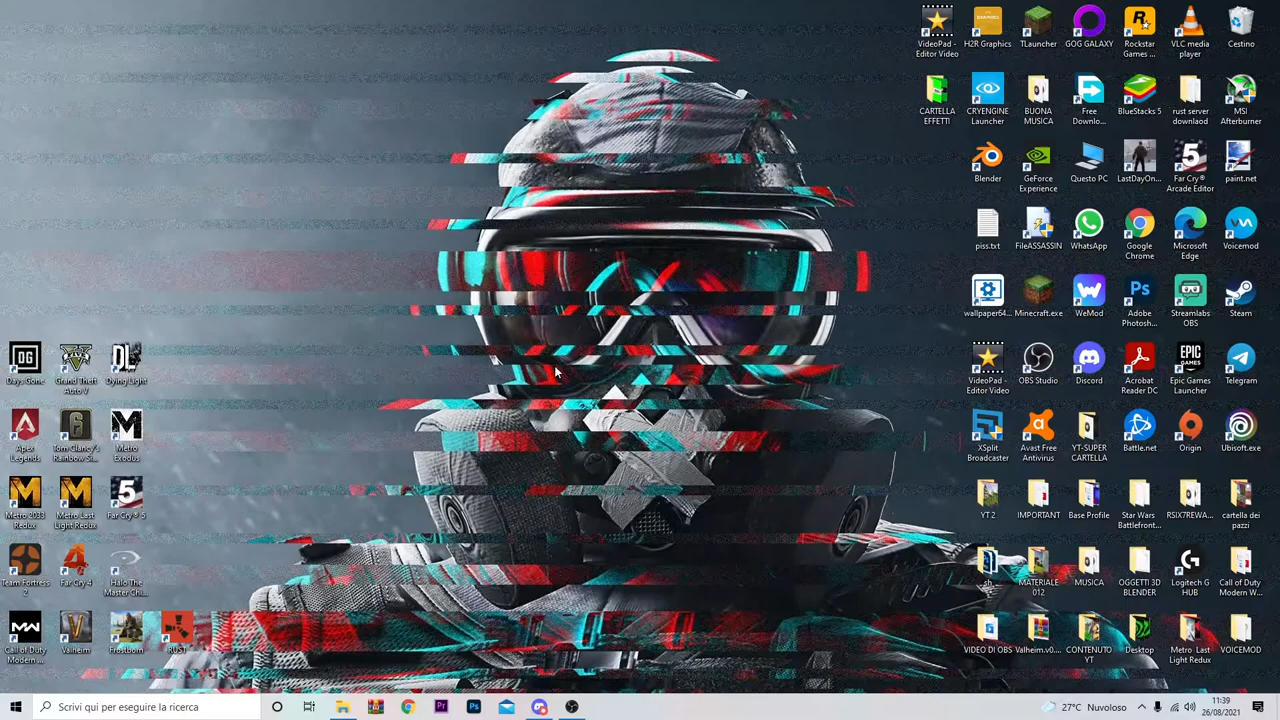 VideoPad -
Editor Video
H2R Graphics
TLauncher
GOG GALAXY
Rockstar
Games ...
VLC media
player
Cestino
CARTELLA
EFFETTI
CRYENGINE
Launcher
BUONA
MUSICA
Free
Downlo...
BlueStacks 5
rust server
downlaod
MSI
Afterburner
Blender
GeForce
Experience
Questo PC
LastDayOn...
Far Cry ®
Arcade Editor
paint.net
piss.txt
FileASSASSIN
WhatsApp
Google
Chrome
Microsoft
Edge
Voicemod
wallpaper64...
Minecraft.exe
WeMod
Adobe
Photosh...
Streamlabs
OBS
Steam
Days Gone
Grand Theft
Auto V
Dying Light
VideoPad -
Editor Video
OBS Studio
Discord
Acrobat
Reader DC
Epic Games
Launcher
Telegram
Apex
Legends
Tom Clancy's
Rainbow Si...
Metro
Exodus
XSplit
Broadcaster
Avast Free
Antivirus
YT-SUPER
CARTELLA
Battle.net
Origin
Ubisoft.exe
Metro 2033
Redux
Metro Last
Light Redux
Far Cry® 5
YT 2
IMPORTANT
Base Profile
Star Wars
Battlefront...
RSIX7REWA...
cartella dei
pazzi
Team Fortress
2
Far Cry 4
Halo The
Master Chi...
sh
MATERIALE
012
MUSICA
OGGETTI 3D
BLENDER
Logitech G
HUB
Call of Duty
Modern W...
Call of Duty
Modern ...
Valheim
Frostborn
RUST
VIDEO DI OBS
Valheim.v0....
CONTENUTO
YT
Desktop
Metro Last
Light Redux
VOICEMOD
Scrivi qui per eseguire la ricerca
27°C Nuvoloso
11:39
26/08/2021